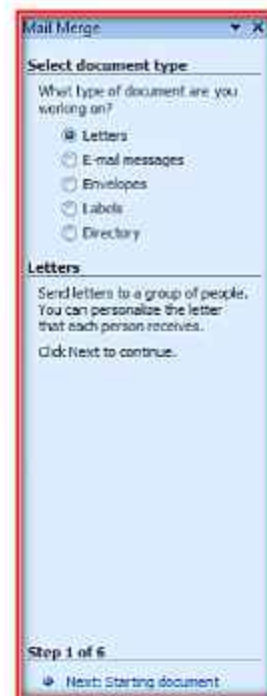 Mail Merge
Select document type
What type of document are you
working on?
Letters
E-mail messages
Envelopes
Labels
Directory
Letters
Send letters to a group of people.
You can personalize the letter
that each person receives.
Click Next to continue.
Step 1 of 6
Next: Starting document